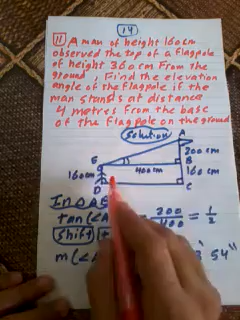 14
11 A man of height 160 cm
observed the top of a flagpole
of height 360 cm From the
ground, Frind the elevation
angle of the flagpole if the
man stands at distance
4 metres From the base
of the flagpole on the ground
Solution
A
200 cm
E
B
400 cm
160 cm
160 cm
D
C
IN
tan(∠A = 200/400 = 1/2
Shift
m(∠ 54"